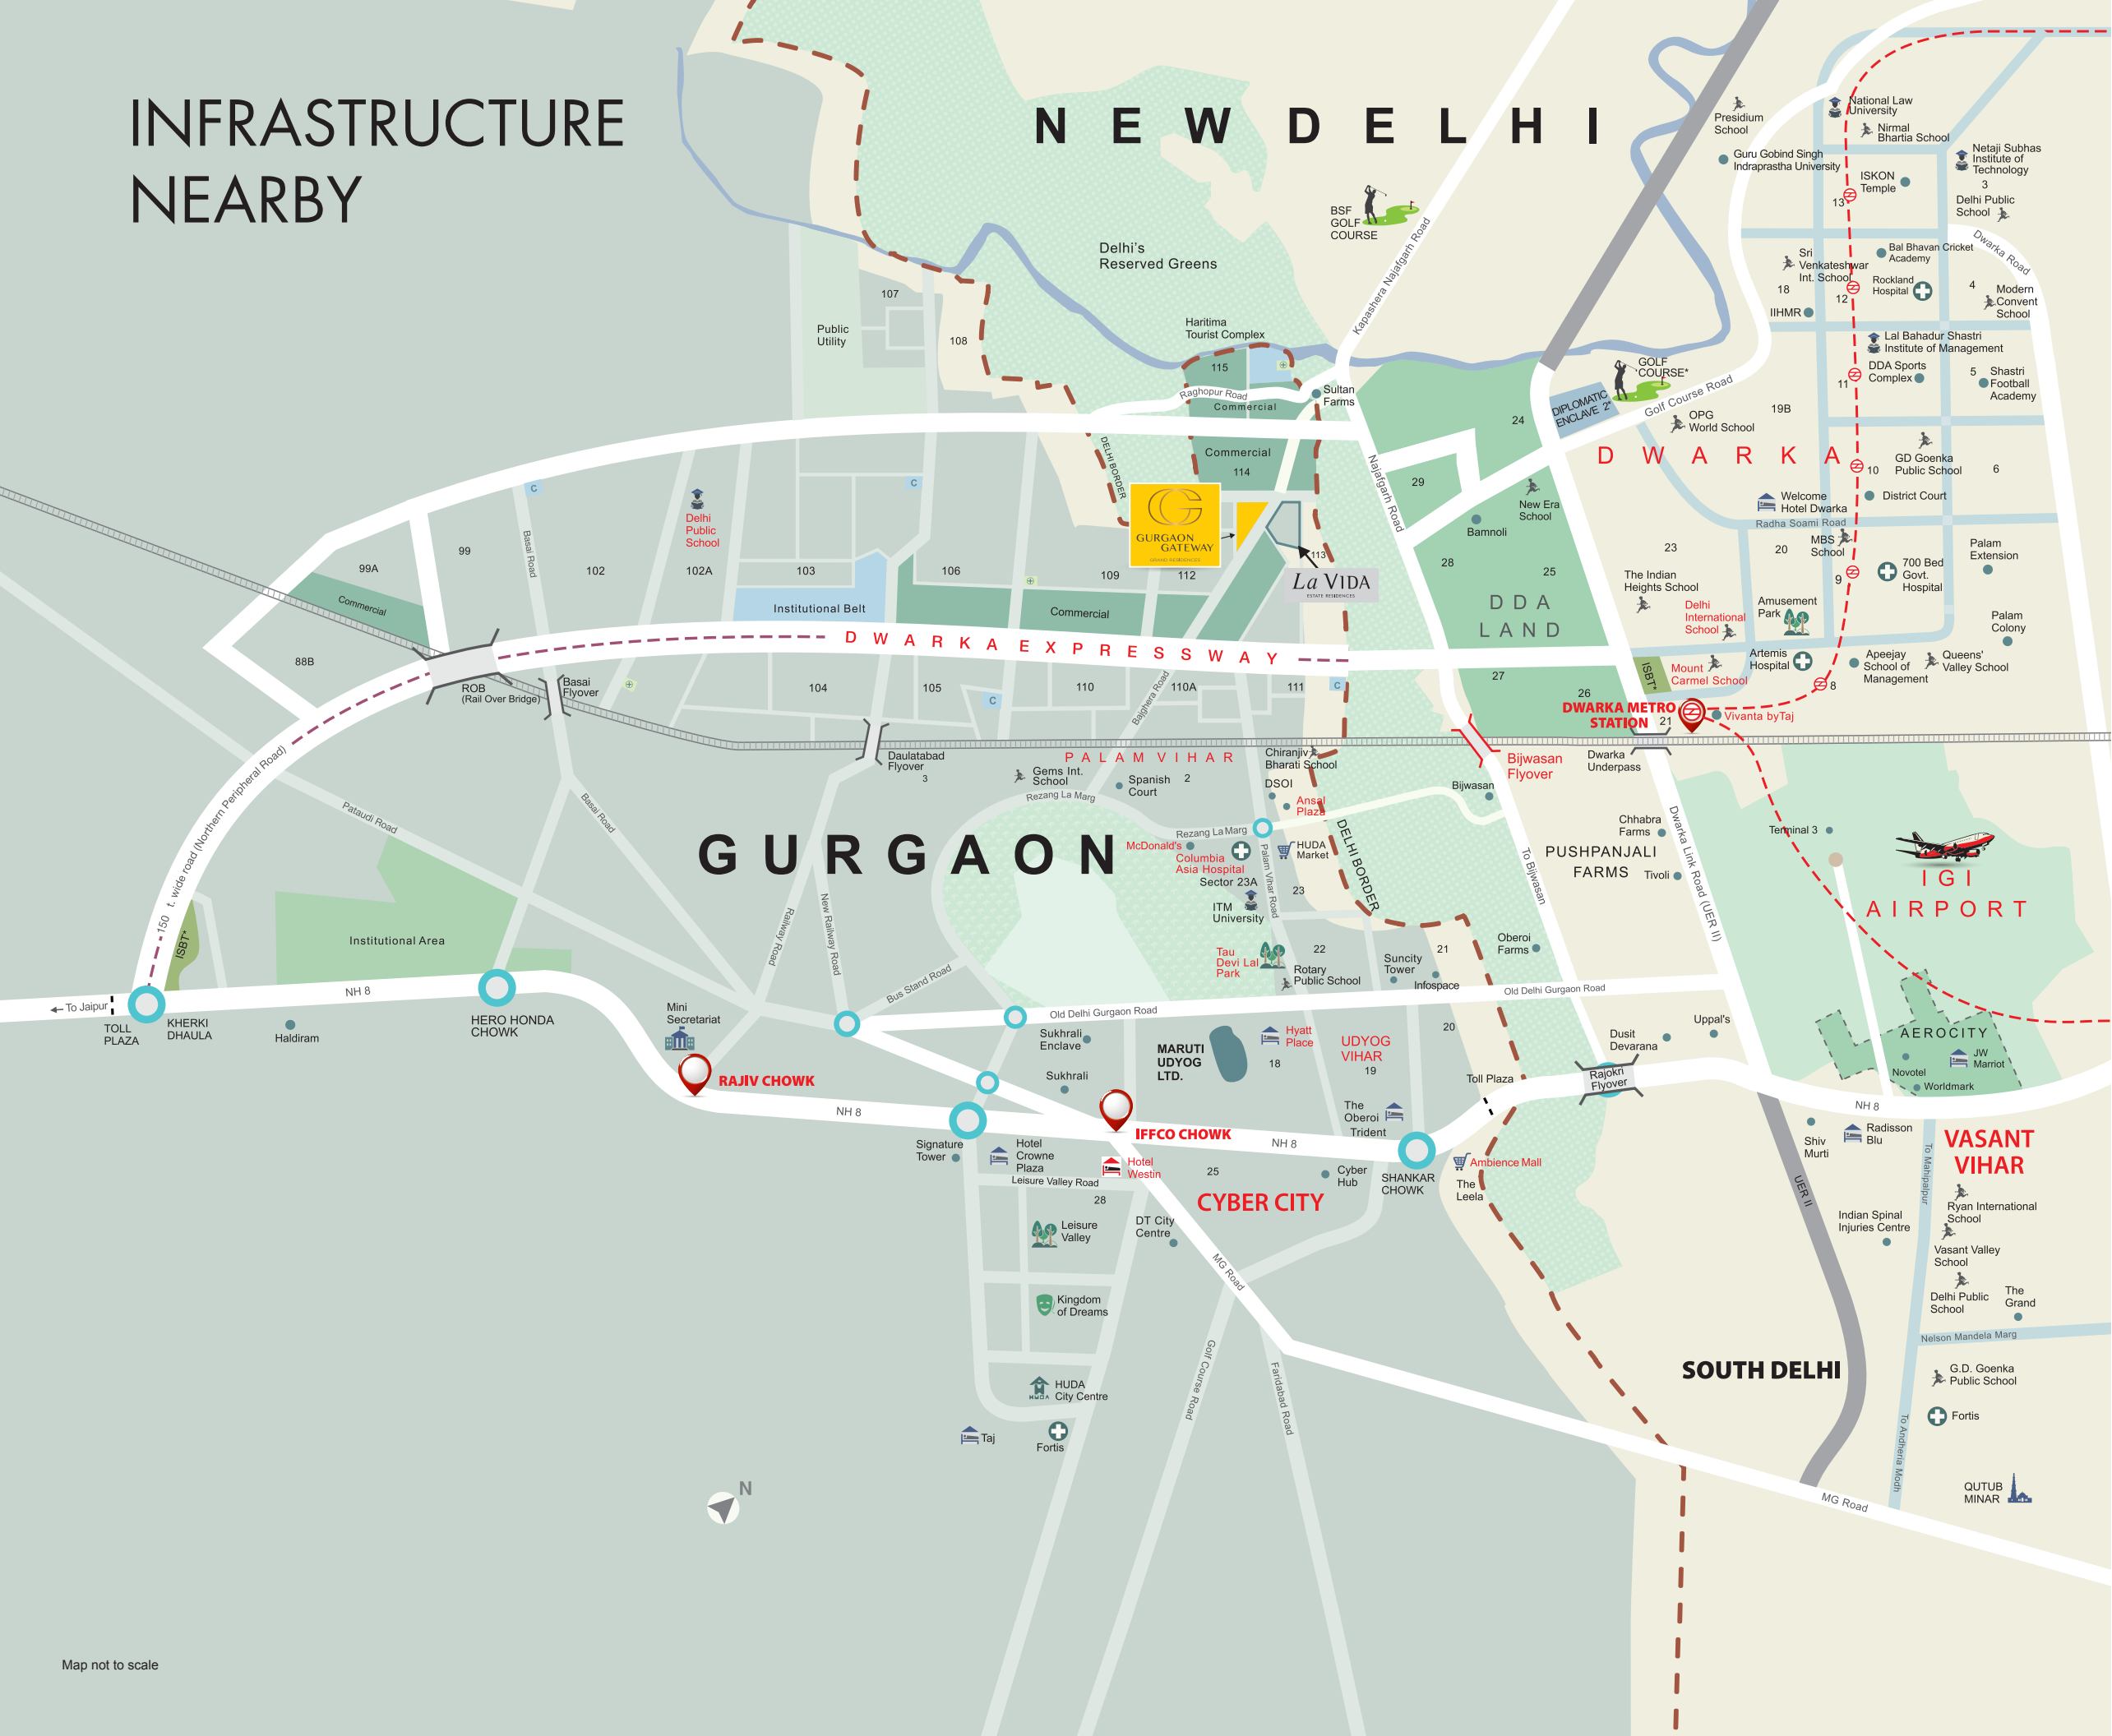 INFRASTRUCTURE
NEARBY
NEW DELHI
BSF
GOLF
COURSE
Delhi's
Reserved Greens
Kapashera Najafgarh Road
Haritima
Tourist Complex
107
108
Public
Utility
115
Raghopur Road
Commercial
Sultan
Farms
Commercial
114
DELHI BORDER
Najafgarh Road
GG
GURGAON
GATEWAY
GRAND RESIDENCES
113
La VIDA
ESTATE RESIDENCES
C
C
Delhi
Public
School
Basai Road
99
99A
Commercial
102
102A
103
106
109
112
Institutional Belt
Commercial
DWARKA EXPRESSWAY
88B
ROB
(Rail Over Bridge)
Basai
Flyover
104
105
C
110
110A
111
C
Bajghera Road
Daulatabad
Flyover
3
PALAM VIHAR
Gems Int.
School
Spanish
Court
2
Chiranjiv
Bharati School
DSOI
Ansal
Plaza
Rezang La Marg
Rezang La Marg
McDonald's
Columbia
Asia Hospital
Sector 23A
HUDA
Market
Palam Vihar Road
23
ITM
University
DELHI BORDER
GURGAON
150
t. wide road (Northern Peripheral Road)
Pataudi Road
Basai Road
Railway Road
New Railway Road
Bus Stand Road
Institutional Area
ISBT*
Tau
Devi Lal
Park
22
Rotary
Public School
Suncity
Tower
21
Infospace
To Jaipur
TOLL
PLAZA
KHERKI
DHAULA
Haldiram
NH 8
HERO HONDA
CHOWK
Mini
Secretariat
RAJIV CHOWK
NH 8
Old Delhi Gurgaon Road
Old Delhi Gurgaon Road
Sukhrali
Enclave
Sukhrali
MARUTI
UDYOG
LTD.
Hyatt
Place
18
UDYOG
VIHAR
19
20
Toll Plaza
The
Oberoi
Trident
IFFCO CHOWK
NH 8
Signature
Tower
Hotel
Crowne
Plaza
Hotel
Westin
Leisure Valley Road
28
25
CYBER CITY
Cyber
Hub
SHANKAR
CHOWK
Ambience Mall
The
Leela
Leisure
Valley
DT City
Centre
MG Road
Kingdom
of Dreams
HUDA
HUDA
City Centre
Taj
Fortis
Golf Course Road
Faridabad Road
N
Map not to scale
Presidium
School
National Law
University
Nirmal
Bhartia School
Guru Gobind Singh
Indraprastha University
Netaji Subhas
Institute of
Technology
3
ISKON
Temple
13
Delhi Public
School
Dwarka Road
Bal Bhavan Cricket
Academy
Sri
Venkateshwar
Int. School
Rockland
Hospital
18
12
4
Modern
Convent
School
IIHMR
Lal Bahadur Shastri
Institute of Management
DDA Sports
Complex
11
5
Shastri
Football
Academy
GOLF
COURSE*
DIPLOMATIC
ENCLAVE 2*
Golf Course Road
24
OPG
World School
19B
DWARKA
GD Goenka
Public School
10
6
29
New Era
School
Bamnoli
Welcome
Hotel Dwarka
District Court
Radha Soami Road
23
20
MBS
School
Palam
Extension
28
25
9
700 Bed
Govt.
Hospital
The Indian
Heights School
Delhi
International
School
Amusement
Park
DDA
LAND
Palam
Colony
Artemis
Hospital
Apeejay
School of
Management
Queens'
Valley School
ISBT*
Mount
Carmel School
27
26
8
DWARKA METRO
STATION
21
Vivanta byTaj
Bijwasan
Flyover
Dwarka
Underpass
Bijwasan
Chhabra
Farms
PUSHPANJALI
FARMS
Tivoli
To Bijwasan
Dwarka Link Road (UER II)
Terminal 3
IGI
AIRPORT
Oberoi
Farms
Dusit
Devarana
Uppal's
Rajokri
Flyover
AEROCITY
JW
Marriot
Novotel
Worldmark
NH 8
Shiv
Murti
Radisson
Blu
VASANT
VIHAR
To Mahipalpur
UER II
Ryan International
School
Indian Spinal
Injuries Centre
Vasant Valley
School
Delhi Public
School
The
Grand
Nelson Mandela Marg
SOUTH DELHI
G.D. Goenka
Public School
Fortis
To Andheria Modh
QUTUB
MINAR
MG Road